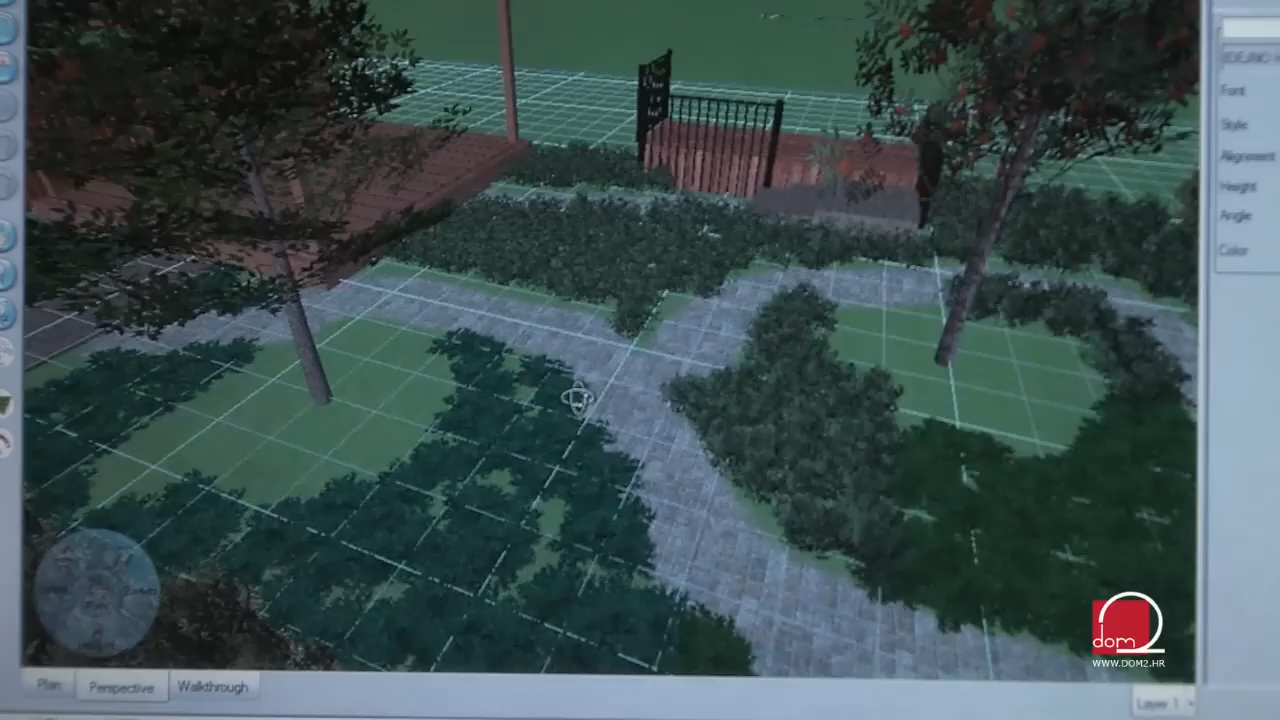 Font
Style
Alignment
Height
Angle
Color
dom2
WWW.DOM2.HR
Plan
Perspective
Walkthrough
Layer 1